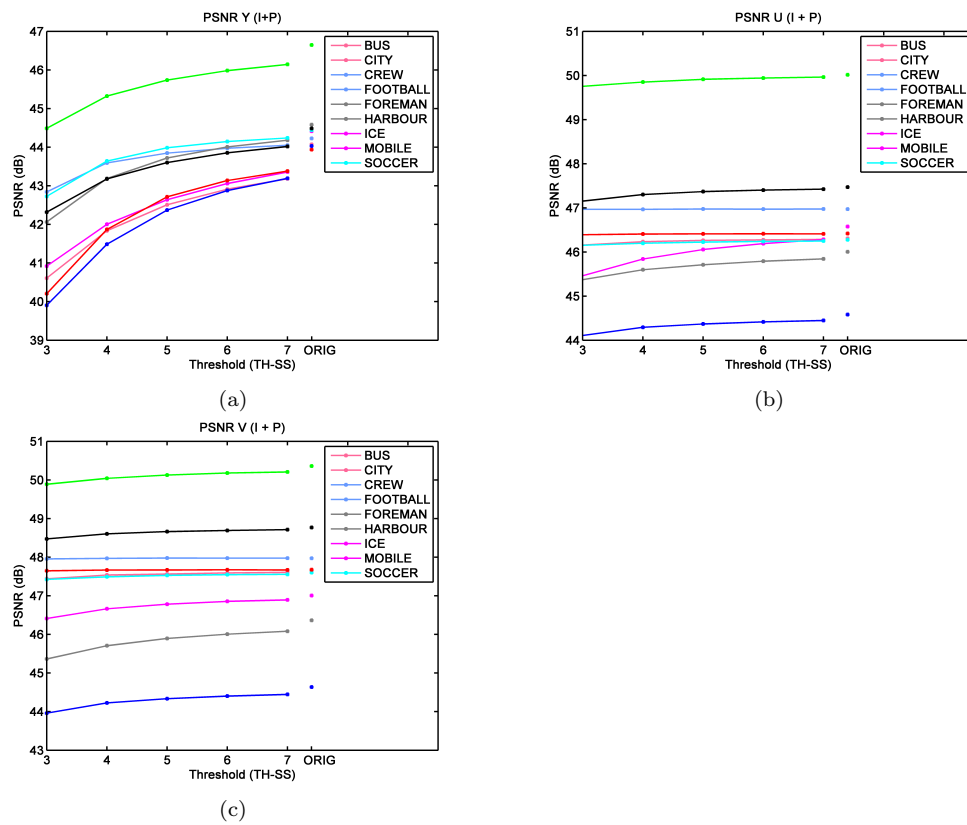 PSNR Y (I+P)
47
46
45
44
43
42
41
40
39
PSNR (dB)
BUS
CITY
CREW
FOOTBALL
FOREMAN
HARBOUR
ICE
MOBILE
SOCCER
3 4 5 6 7 ORIG
Threshold (TH-SS)
(a)
PSNR U (I + P)
51
50
49
48
47
46
45
44
PSNR (dB)
BUS
CITY
CREW
FOOTBALL
FOREMAN
HARBOUR
ICE
MOBILE
SOCCER
3 4 5 6 7 ORIG
Threshold (TH-SS)
(b)
PSNR V (I + P)
51
50
49
48
47
46
45
44
43
PSNR (dB)
BUS
CITY
CREW
FOOTBALL
FOREMAN
HARBOUR
ICE
MOBILE
SOCCER
3 4 5 6 7 ORIG
Threshold (TH-SS)
(c)